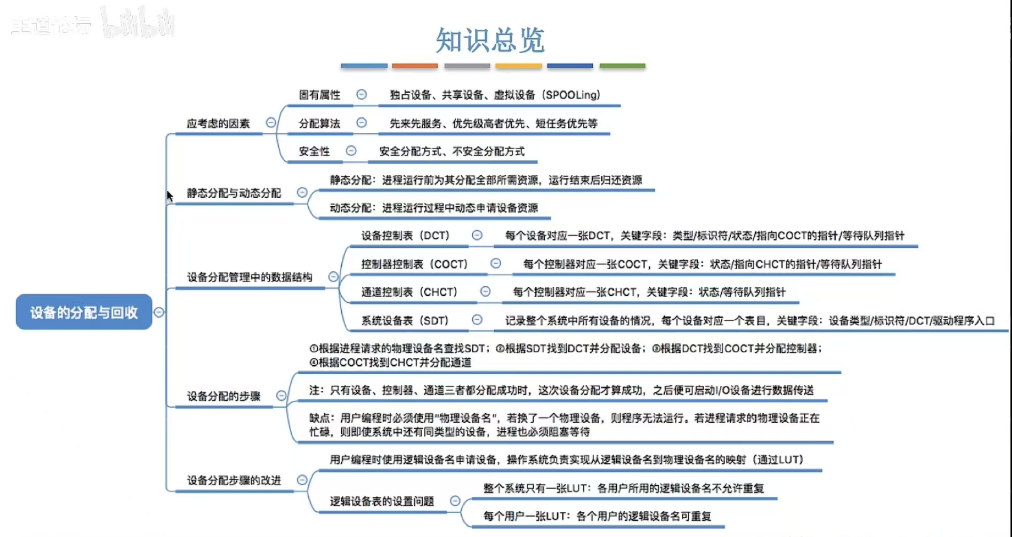 bilibili
知识总览
固有属性
独占设备、共享设备、虚拟设备（SPOOLing）
应考虑的因素
分配算法
先来先服务、优先级高者优先、短任务优先等
安全性
安全分配方式、不安全分配方式
静态分配与动态分配
静态分配：进程运行前为其分配全部所需资源，运行结束后归还资源
动态分配：进程运行过程中动态申请设备资源
设备分配管理中的数据结构
设备控制表（DCT）
每个设备对应一张DCT，关键字段：类型/标识符/状态/指向COCT的指针/等待队列指针
控制器控制表（COCT）
每个控制器对应一张COCT，关键字段：状态/指向CHCT的指针/等待队列指针
通道控制表（CHCT）
每个控制器对应一张CHCT，关键字段：状态/等待队列指针
系统设备表（SDT）
记录整个系统中所有设备的情况，每个设备对应一个表目，关键字段：设备类型/标识符/DCT/驱动程序入口
设备的分配与回收
设备分配的步骤
①根据进程请求的物理设备名查找SDT；②根据SDT找到DCT并分配设备；③根据DCT找到COCT并分配控制器；
④根据COCT找到CHCT并分配通道
注：只有设备、控制器、通道三者都分配成功时，这次设备分配才算成功，之后便可启动I/O设备进行数据传送
缺点：用户编程时必须使用“物理设备名”，若换了一个物理设备，则程序无法运行。若进程请求的物理设备正在
忙碌，则即使系统中还有同类型的设备，进程也必须阻塞等待
设备分配步骤的改进
用户编程时使用逻辑设备名申请设备，操作系统负责实现从逻辑设备名到物理设备名的映射（通过LUT）
逻辑设备表的设置问题
整个系统只有一张LUT：各用户所用的逻辑设备名不允许重复
每个用户一张LUT：各个用户的逻辑设备名可重复